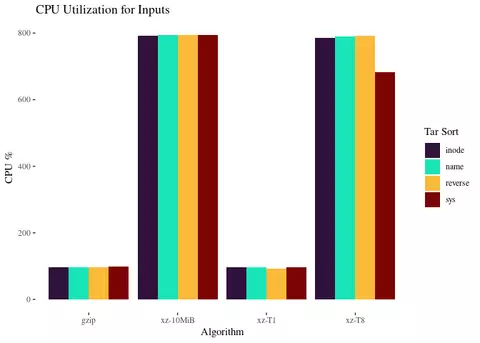 CPU Utilization for Inputs
CPU %
800
600
400
200
0
gzip
xz-10MiB
xz-T1
xz-T8
Algorithm
Tar Sort
inode
name
reverse
sys